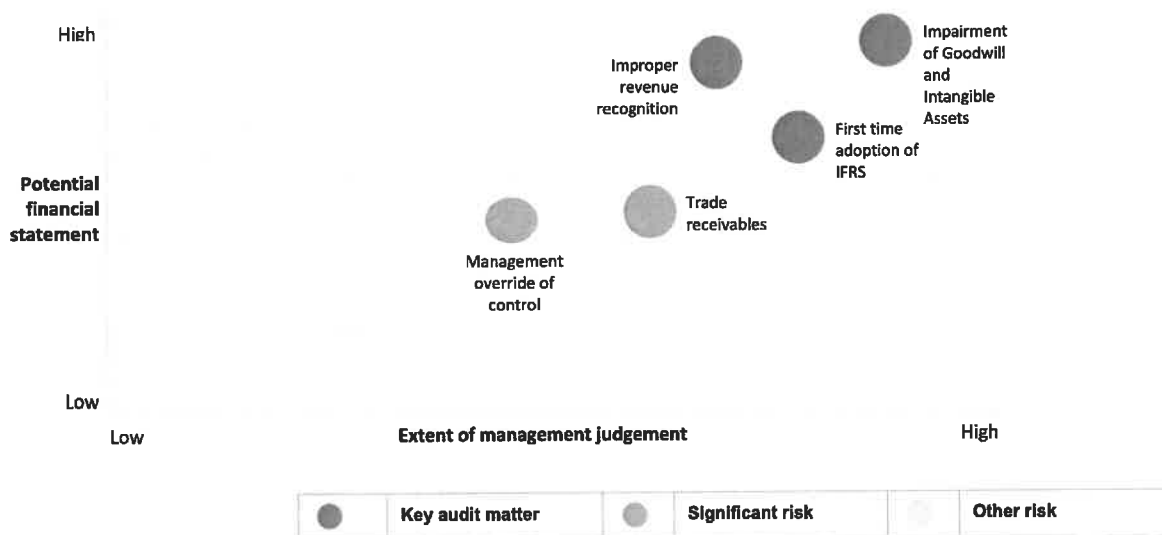 High
Improper
revenue
recognition
Impairment
of Goodwill
and
Intangible
Assets
First time
adoption of
IFRS
Potential
financial
statement
Trade
receivables
Management
override of
control
Low
Low
Extent of management judgement
High
Key audit matter
Significant risk
Other risk